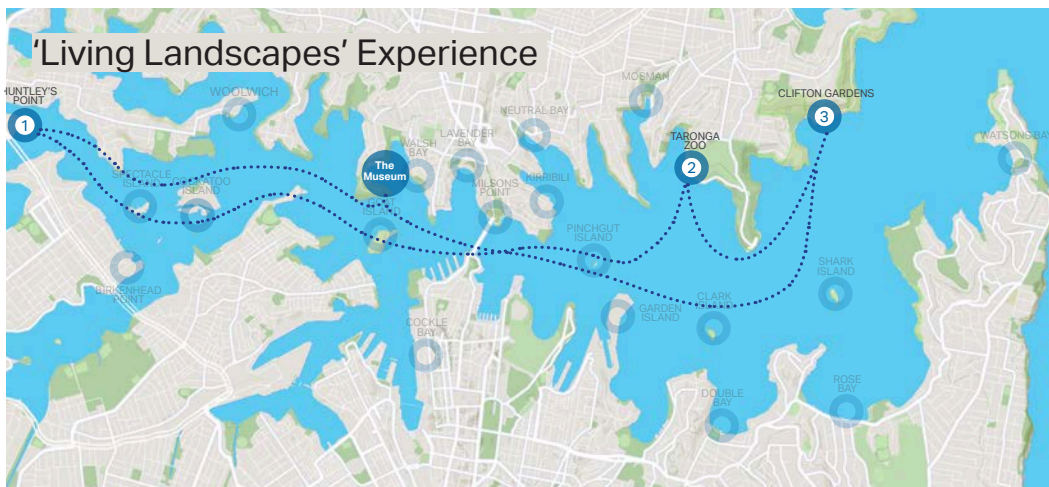 'Living Landscapes' Experience
HUNTLEY'S
POINT
1
WOOLWICH
MOSMAN
CLIFTON GARDENS
3
NEUTRAL BAY
LAVENDER
BAY
WALSH
BAY
TARONGA
ZOO
2
WATSONS BAY
The
Museum
SPECTACLE
ISLAND
COCKATOO
ISLAND
MILSONS
POINT
KIRRIBILI
ISLAND
PINCHGUT
ISLAND
SHARK
ISLAND
BIRKENHEAD
POINT
CLARK
ISLAND
GARDEN
ISLAND
COCKLE
BAY
DOUBLE
BAY
ROSE
BAY